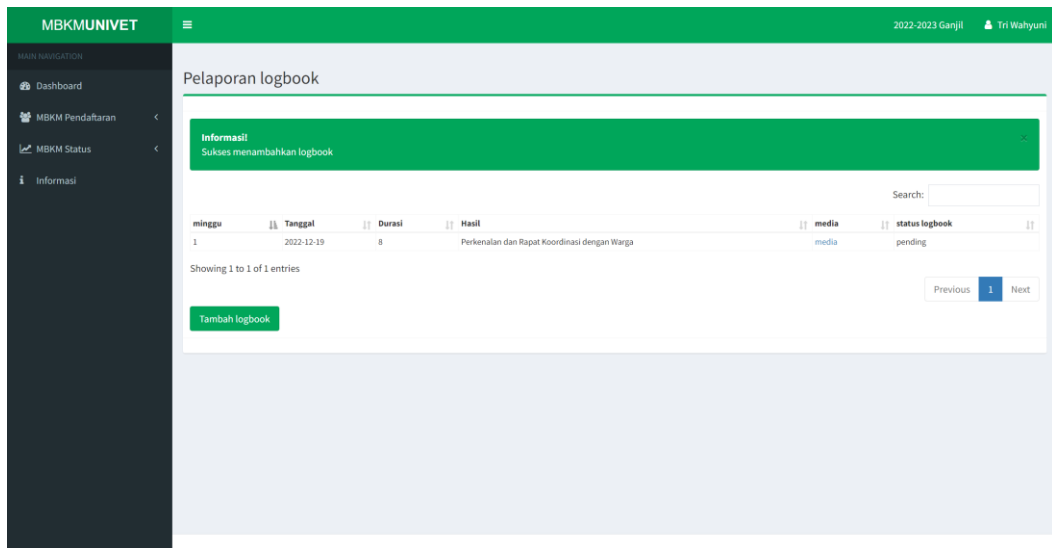 MBKMUNIVET
2022-2023 Ganjil Tri Wahyuni
MAIN NAVIGATION
Dashboard
MBKM Pendaftaran
MBKM Status
Informasi
Pelaporan logbook
Informasi!
Sukses menambahkan logbook
×
Search:
minggu Tanggal Durasi Hasil media status logbook
1 2022-12-19 8 Perkenalan dan Rapat Koordinasi dengan Warga media pending
Showing 1 to 1 of 1 entries
Previous 1 Next
Tambah logbook